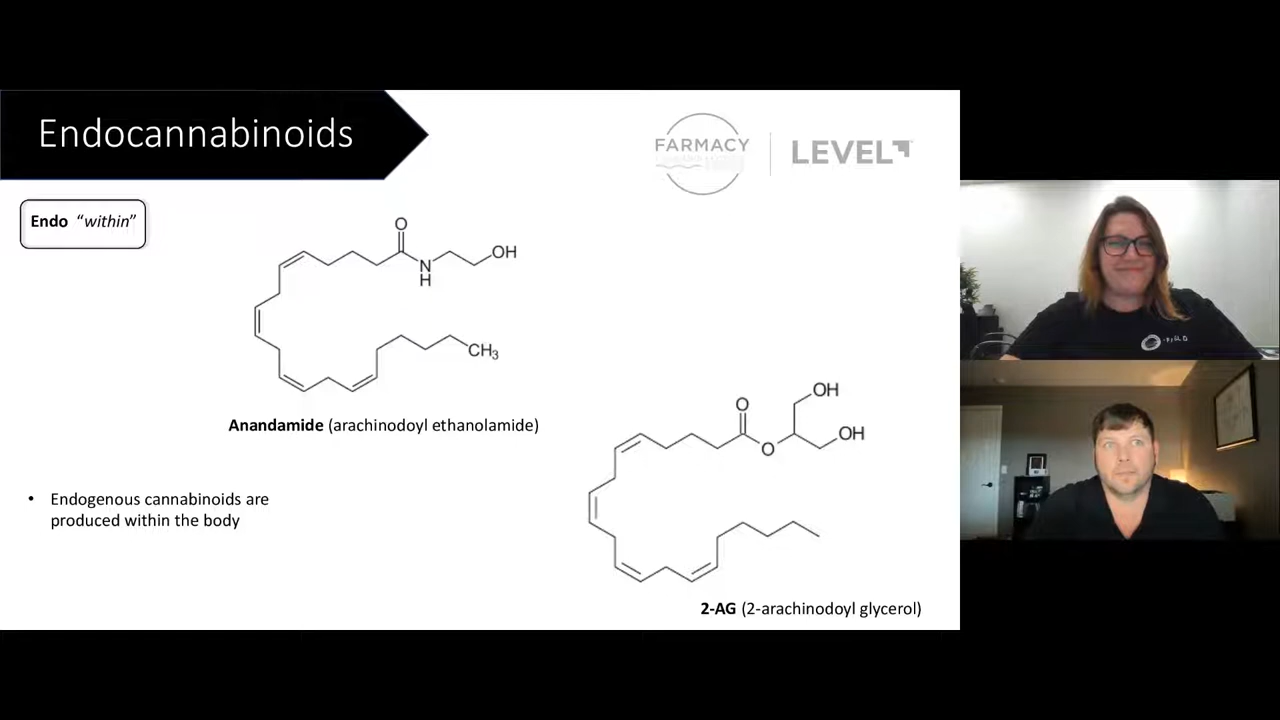 Endocannabinoids
FARMACY
LEVEL
Endo "within"
O
N
H
OH
CH3
Anandamide (arachinodoyl ethanolamide)
OH
O
O
OH
• Endogenous cannabinoids are
produced within the body
2-AG (2-arachinodoyl glycerol)